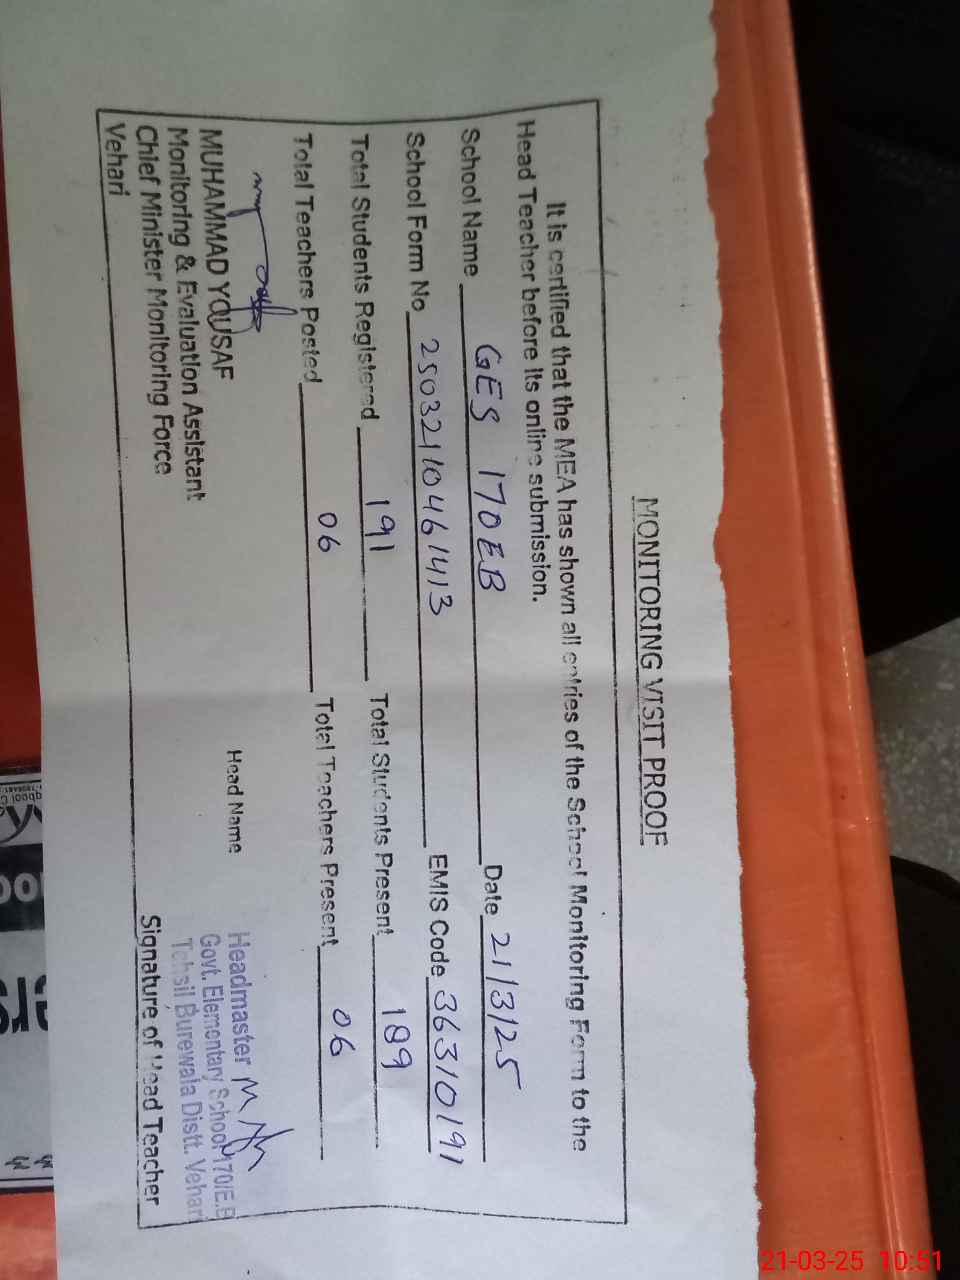 MONITORING VISIT PROOF
It is certified that the MEA has shown all entries of the School Monitoring Form to the
Head Teacher before its online submission.
School Name GES 170EB Date 21/3/25
School Form No 25032110461413 EMIS Code 36310191
Total Students Registered 191 Total Students Present 189
Total Teachers Posted 06 Total Teachers Present 06
Head Name
MUHAMMAD YOUSAF
Monitoring & Evaluation Assistant
Chief Minister Monitoring Force
Vehari
Headmaster
Govt. Elementary School 170/E.B
Tehsil Burewala Distt. Vehari
Signature of Head Teacher
21-03-25 10:51